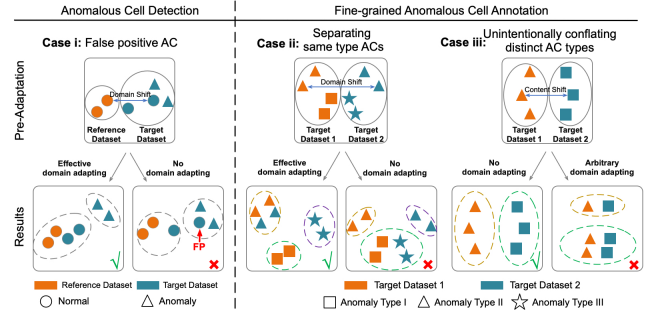 Anomalous Cell Detection
Fine-grained Anomalous Cell Annotation
Pre-Adaptation
Results
Case i: False positive AC
Domain Shift
Reference Dataset
Target Dataset
Effective domain adapting
No domain adapting
FP
Case ii: Separating same type ACs
Domain Shift
Target Dataset 1
Target Dataset 2
Effective domain adapting
No domain adapting
Case iii: Unintentionally conflating distinct AC types
Content Shift
Target Dataset 1
Target Dataset 2
No domain adapting
Arbitrary domain adapting
Reference Dataset
Target Dataset
Normal
Anomaly
Target Dataset 1
Target Dataset 2
Anomaly Type I
Anomaly Type II
Anomaly Type III